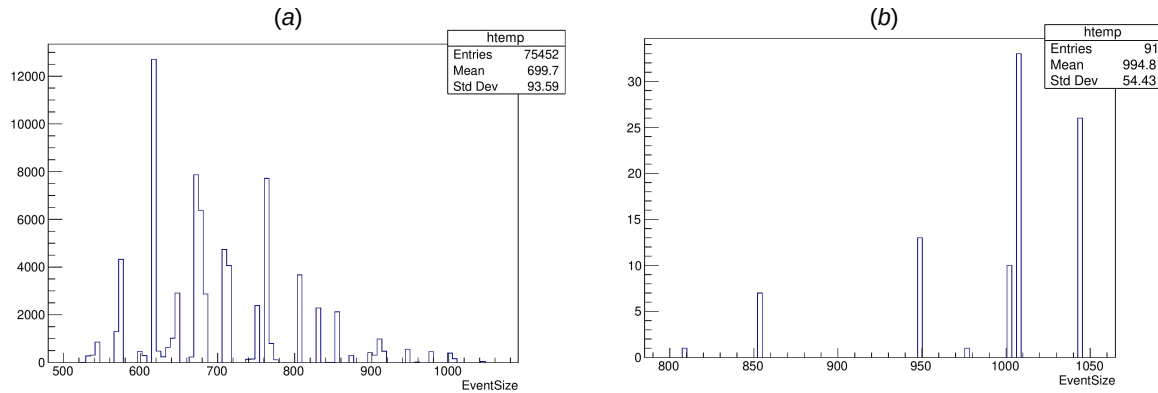 (a)
htemp
Entries 75452
Mean 699.7
Std Dev 93.59
12000
10000
8000
6000
4000
2000
0
500 600 700 800 900 1000
EventSize
(b)
htemp
Entries 91
Mean 994.8
Std Dev 54.43
30
25
20
15
10
5
0
800 850 900 950 1000 1050
EventSize